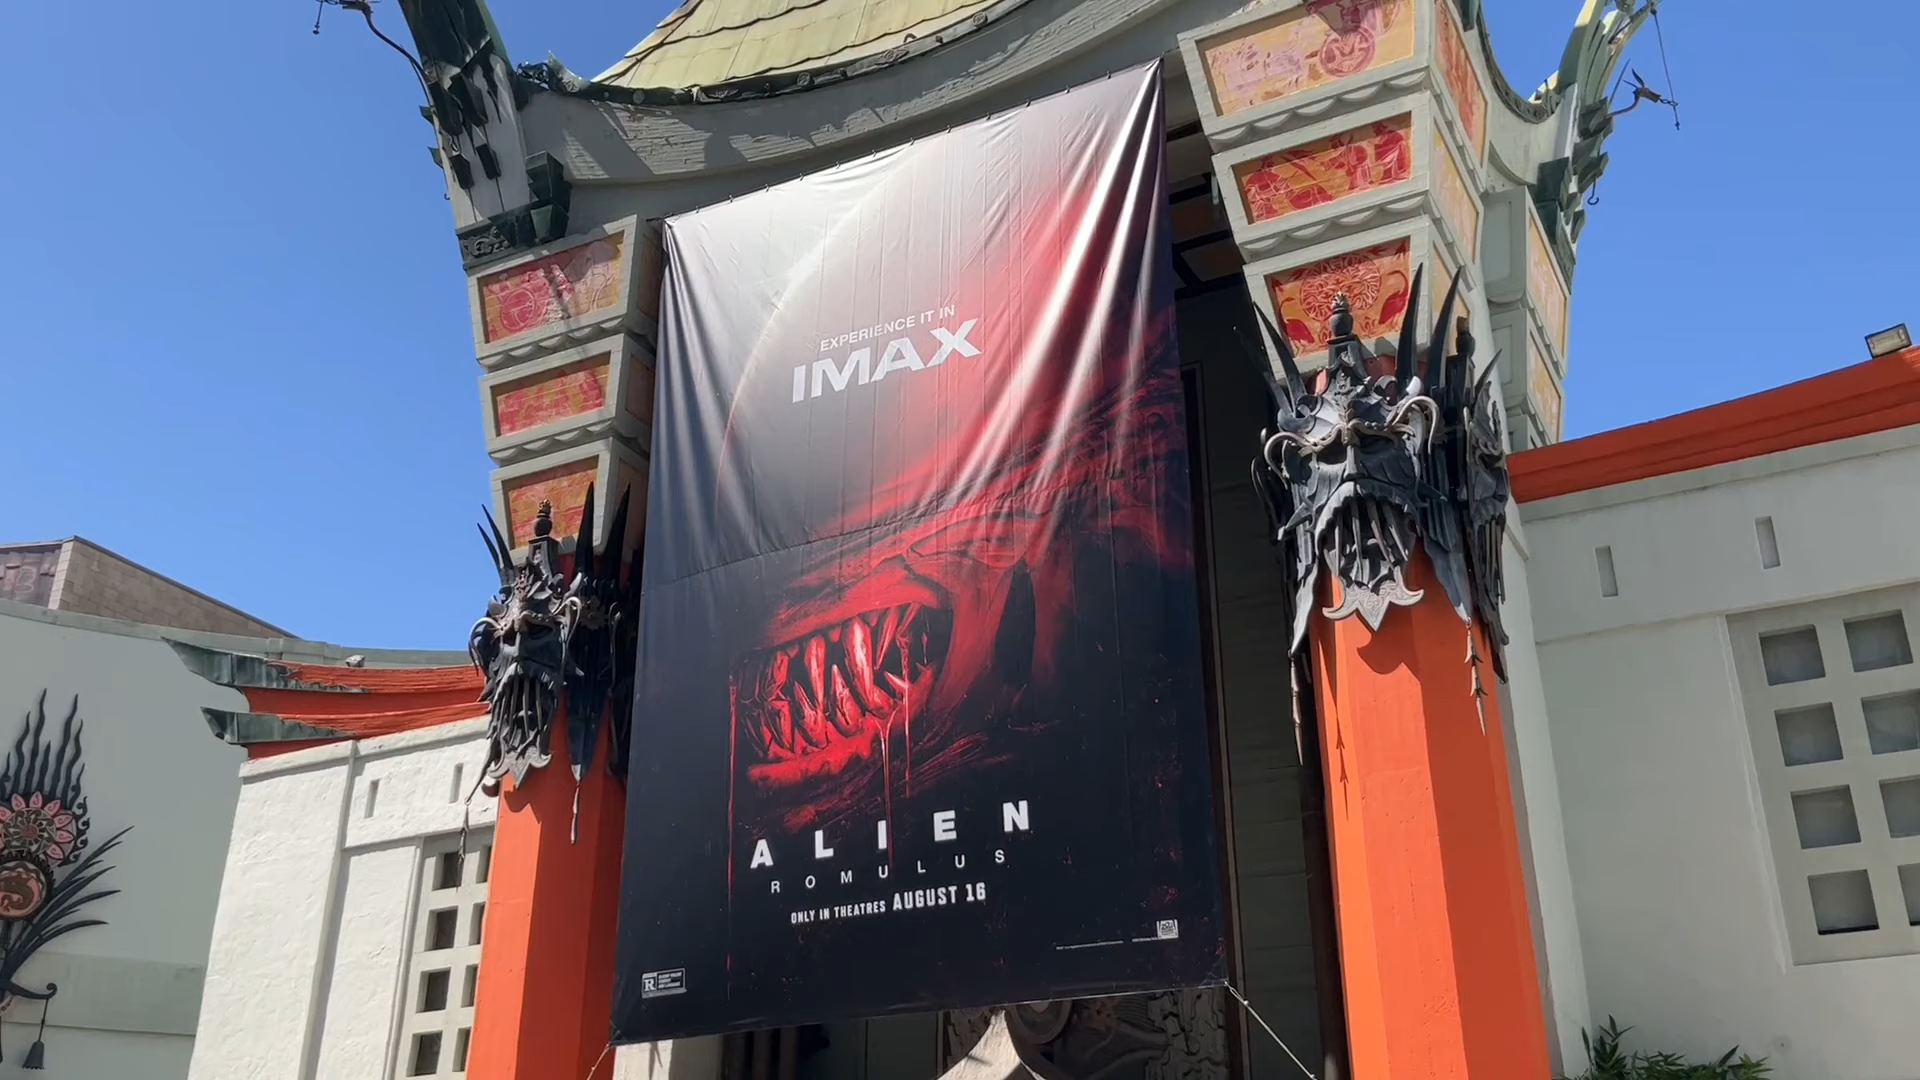 EXPERIENCE IT IN
IMAX
ALIEN
ROMULUS
ONLY IN THEATRES AUGUST 16
R